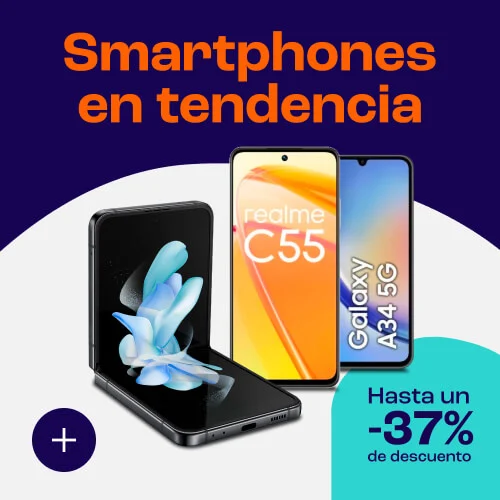 Smartphones
en tendencia
realme
C55
Galaxy
A34 5G
Hasta un
-37%
de descuento
+